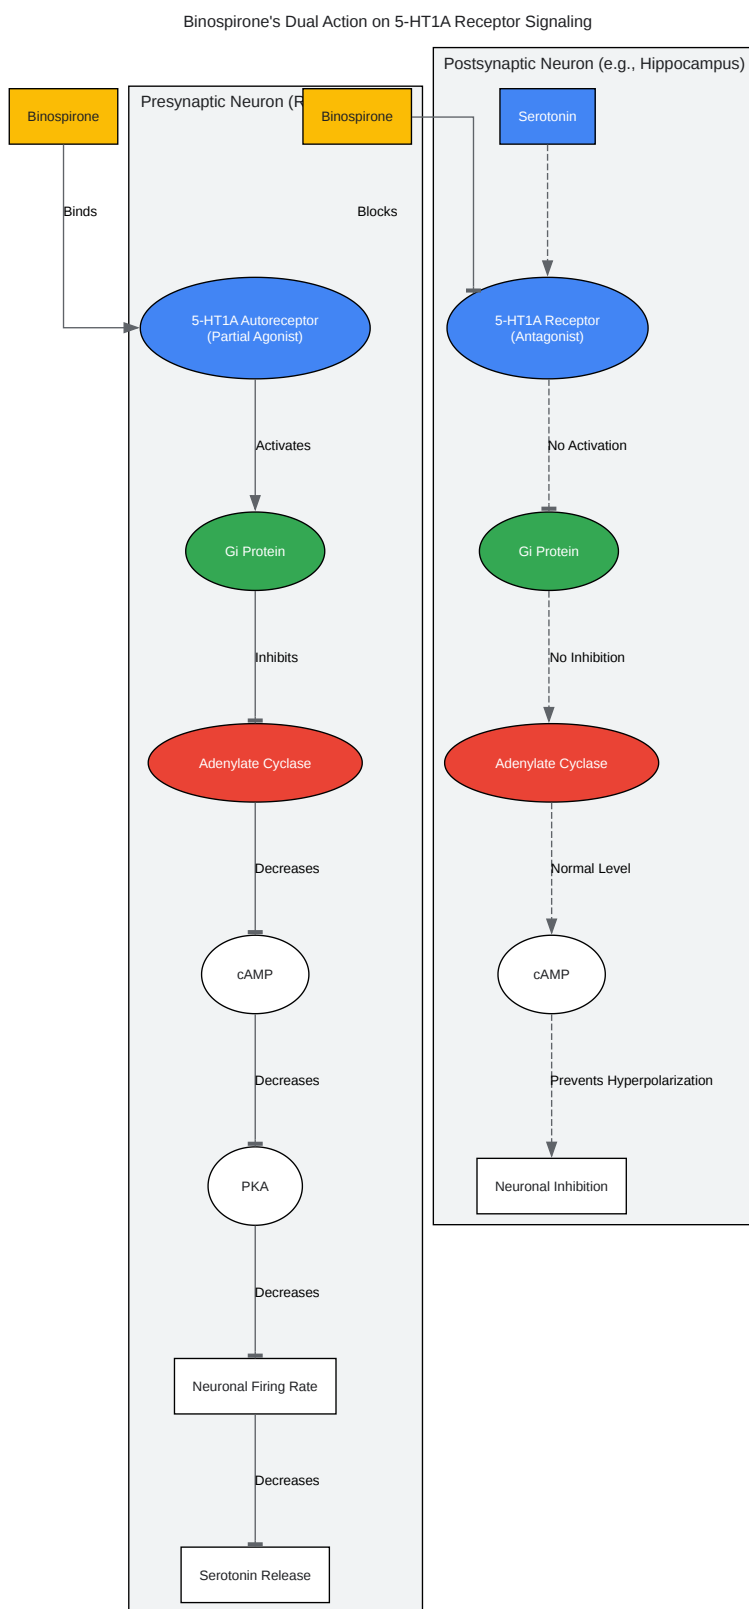 Binospirone's Dual Action on 5-HT1A Receptor Signaling
Postsynaptic Neuron (e.g., Hippocampus)
Presynaptic Neuron (R
Binospirone
Binospirone
Serotonin
Binds
Blocks
5-HT1A Autoreceptor
(Partial Agonist)
5-HT1A Receptor
(Antagonist)
Activates
No Activation
Gi Protein
Gi Protein
Inhibits
No Inhibition
Adenylate Cyclase
Adenylate Cyclase
Decreases
Normal Level
cAMP
cAMP
Decreases
Prevents Hyperpolarization
PKA
Neuronal Inhibition
Decreases
Neuronal Firing Rate
Decreases
Serotonin Release